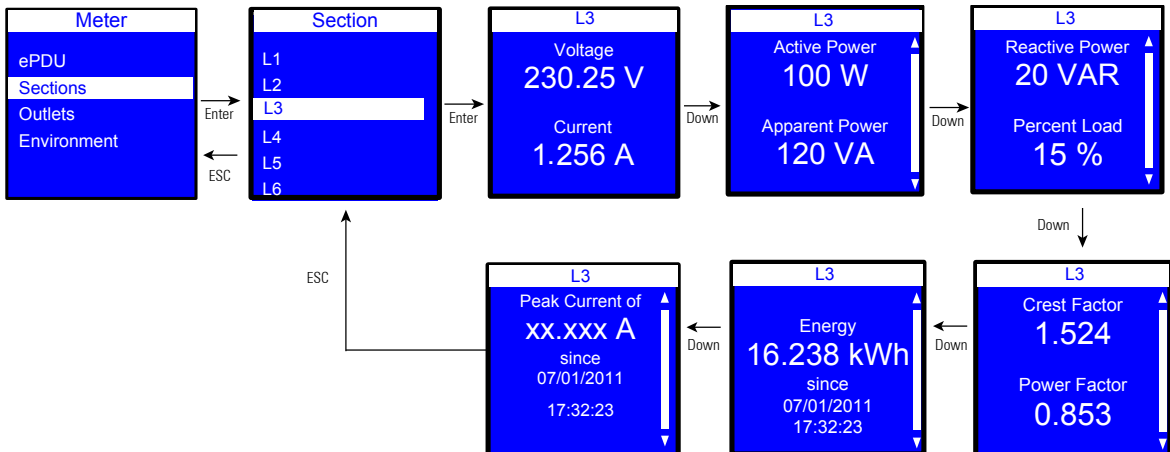 Meter
ePDU
Sections
Outlets
Environment
Enter
ESC
Section
L1
L2
L3
L4
L5
L6
Enter
L3
Voltage
230.25 V
Current
1.256 A
Down
L3
Active Power
100 W
Apparent Power
120 VA
Down
L3
Reactive Power
20 VAR
Percent Load
15 %
Down
L3
Crest Factor
1.524
Power Factor
0.853
Down
L3
Energy
16.238 kWh
since
07/01/2011
17:32:23
Down
L3
Peak Current of
xx.xxx A
since
07/01/2011
17:32:23
ESC